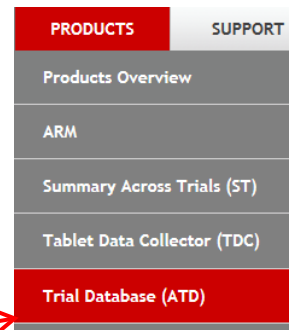 PRODUCTS SUPPORT
Products Overview
ARM
Summary Across Trials (ST)
Tablet Data Collector (TDC)
Trial Database (ATD)